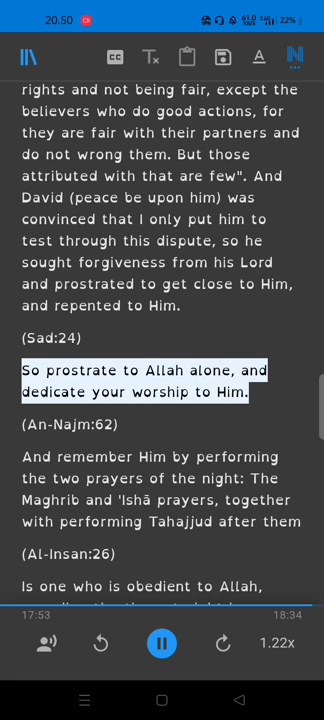 20.50
61,0
KB/S
22%
CC
rights and not being fair, except the
believers who do good actions, for
they are fair with their partners and
do not wrong them. But those
attributed with that are few". And
David (peace be upon him) was
convinced that I only put him to
test through this dispute, so he
sought forgiveness from his Lord
and prostrated to get close to Him,
and repented to Him.
(Sad:24)
So prostrate to Allah alone, and
dedicate your worship to Him.
(An-Najm:62)
And remember Him by performing
the two prayers of the night: The
Maghrib and 'Ishā prayers, together
with performing Tahajjud after them
(Al-Insan:26)
Is one who is obedient to Allah,
17:53 18:34
1.22x